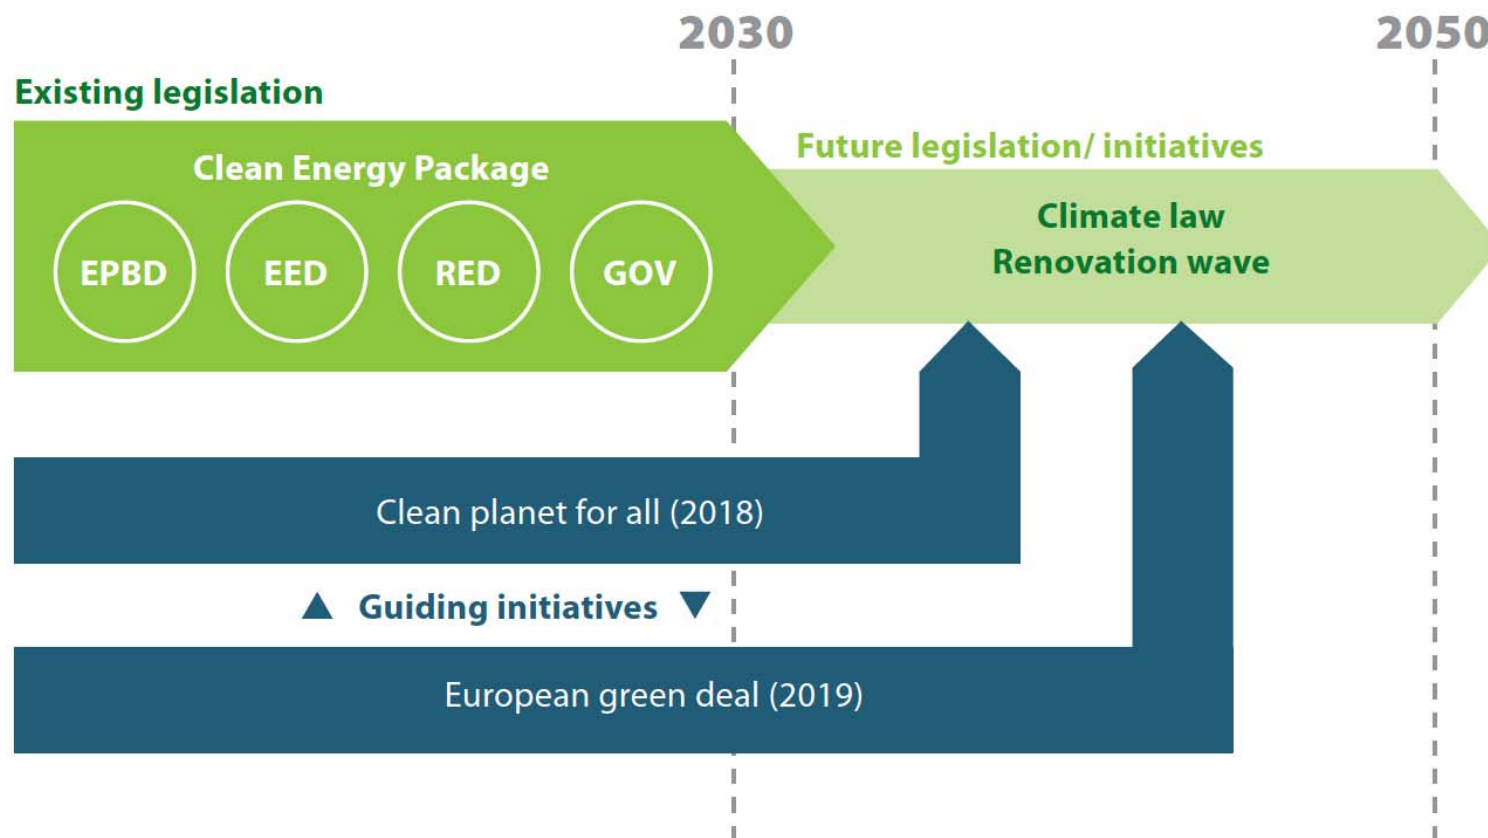 2030
2050
Existing legislation
Clean Energy Package
EPBD
EED
RED
GOV
Future legislation/ initiatives
Climate law
Renovation wave
Clean planet for all (2018)
▲ Guiding initiatives ▼
European green deal (2019)